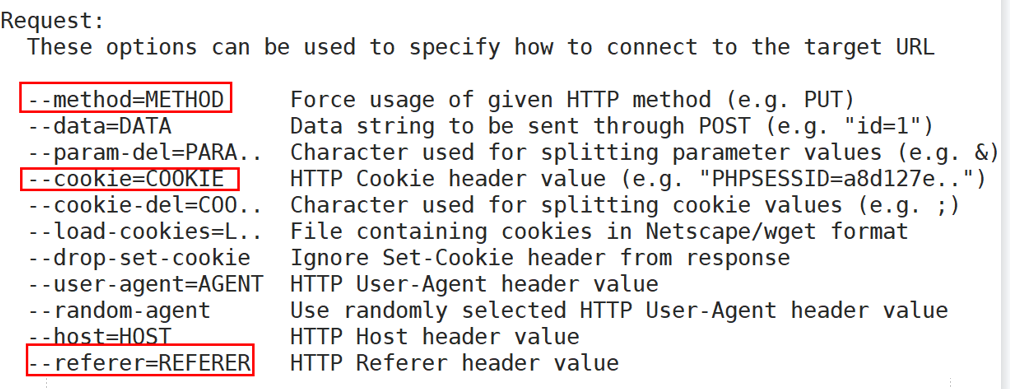 Request:
These options can be used to specify how to connect to the target URL
--method=METHOD Force usage of given HTTP method (e.g. PUT)
--data=DATA Data string to be sent through POST (e.g. "id=1")
--param-del=PARA.. Character used for splitting parameter values (e.g. &)
--cookie=COOKIE HTTP Cookie header value (e.g. "PHPSESSID=a8d127e..")
--cookie-del=COO.. Character used for splitting cookie values (e.g. ;)
--load-cookies=L.. File containing cookies in Netscape/wget format
--drop-set-cookie Ignore Set-Cookie header from response
--user-agent=AGENT HTTP User-Agent header value
--random-agent Use randomly selected HTTP User-Agent header value
--host=HOST HTTP Host header value
--referer=REFERER HTTP Referer header value